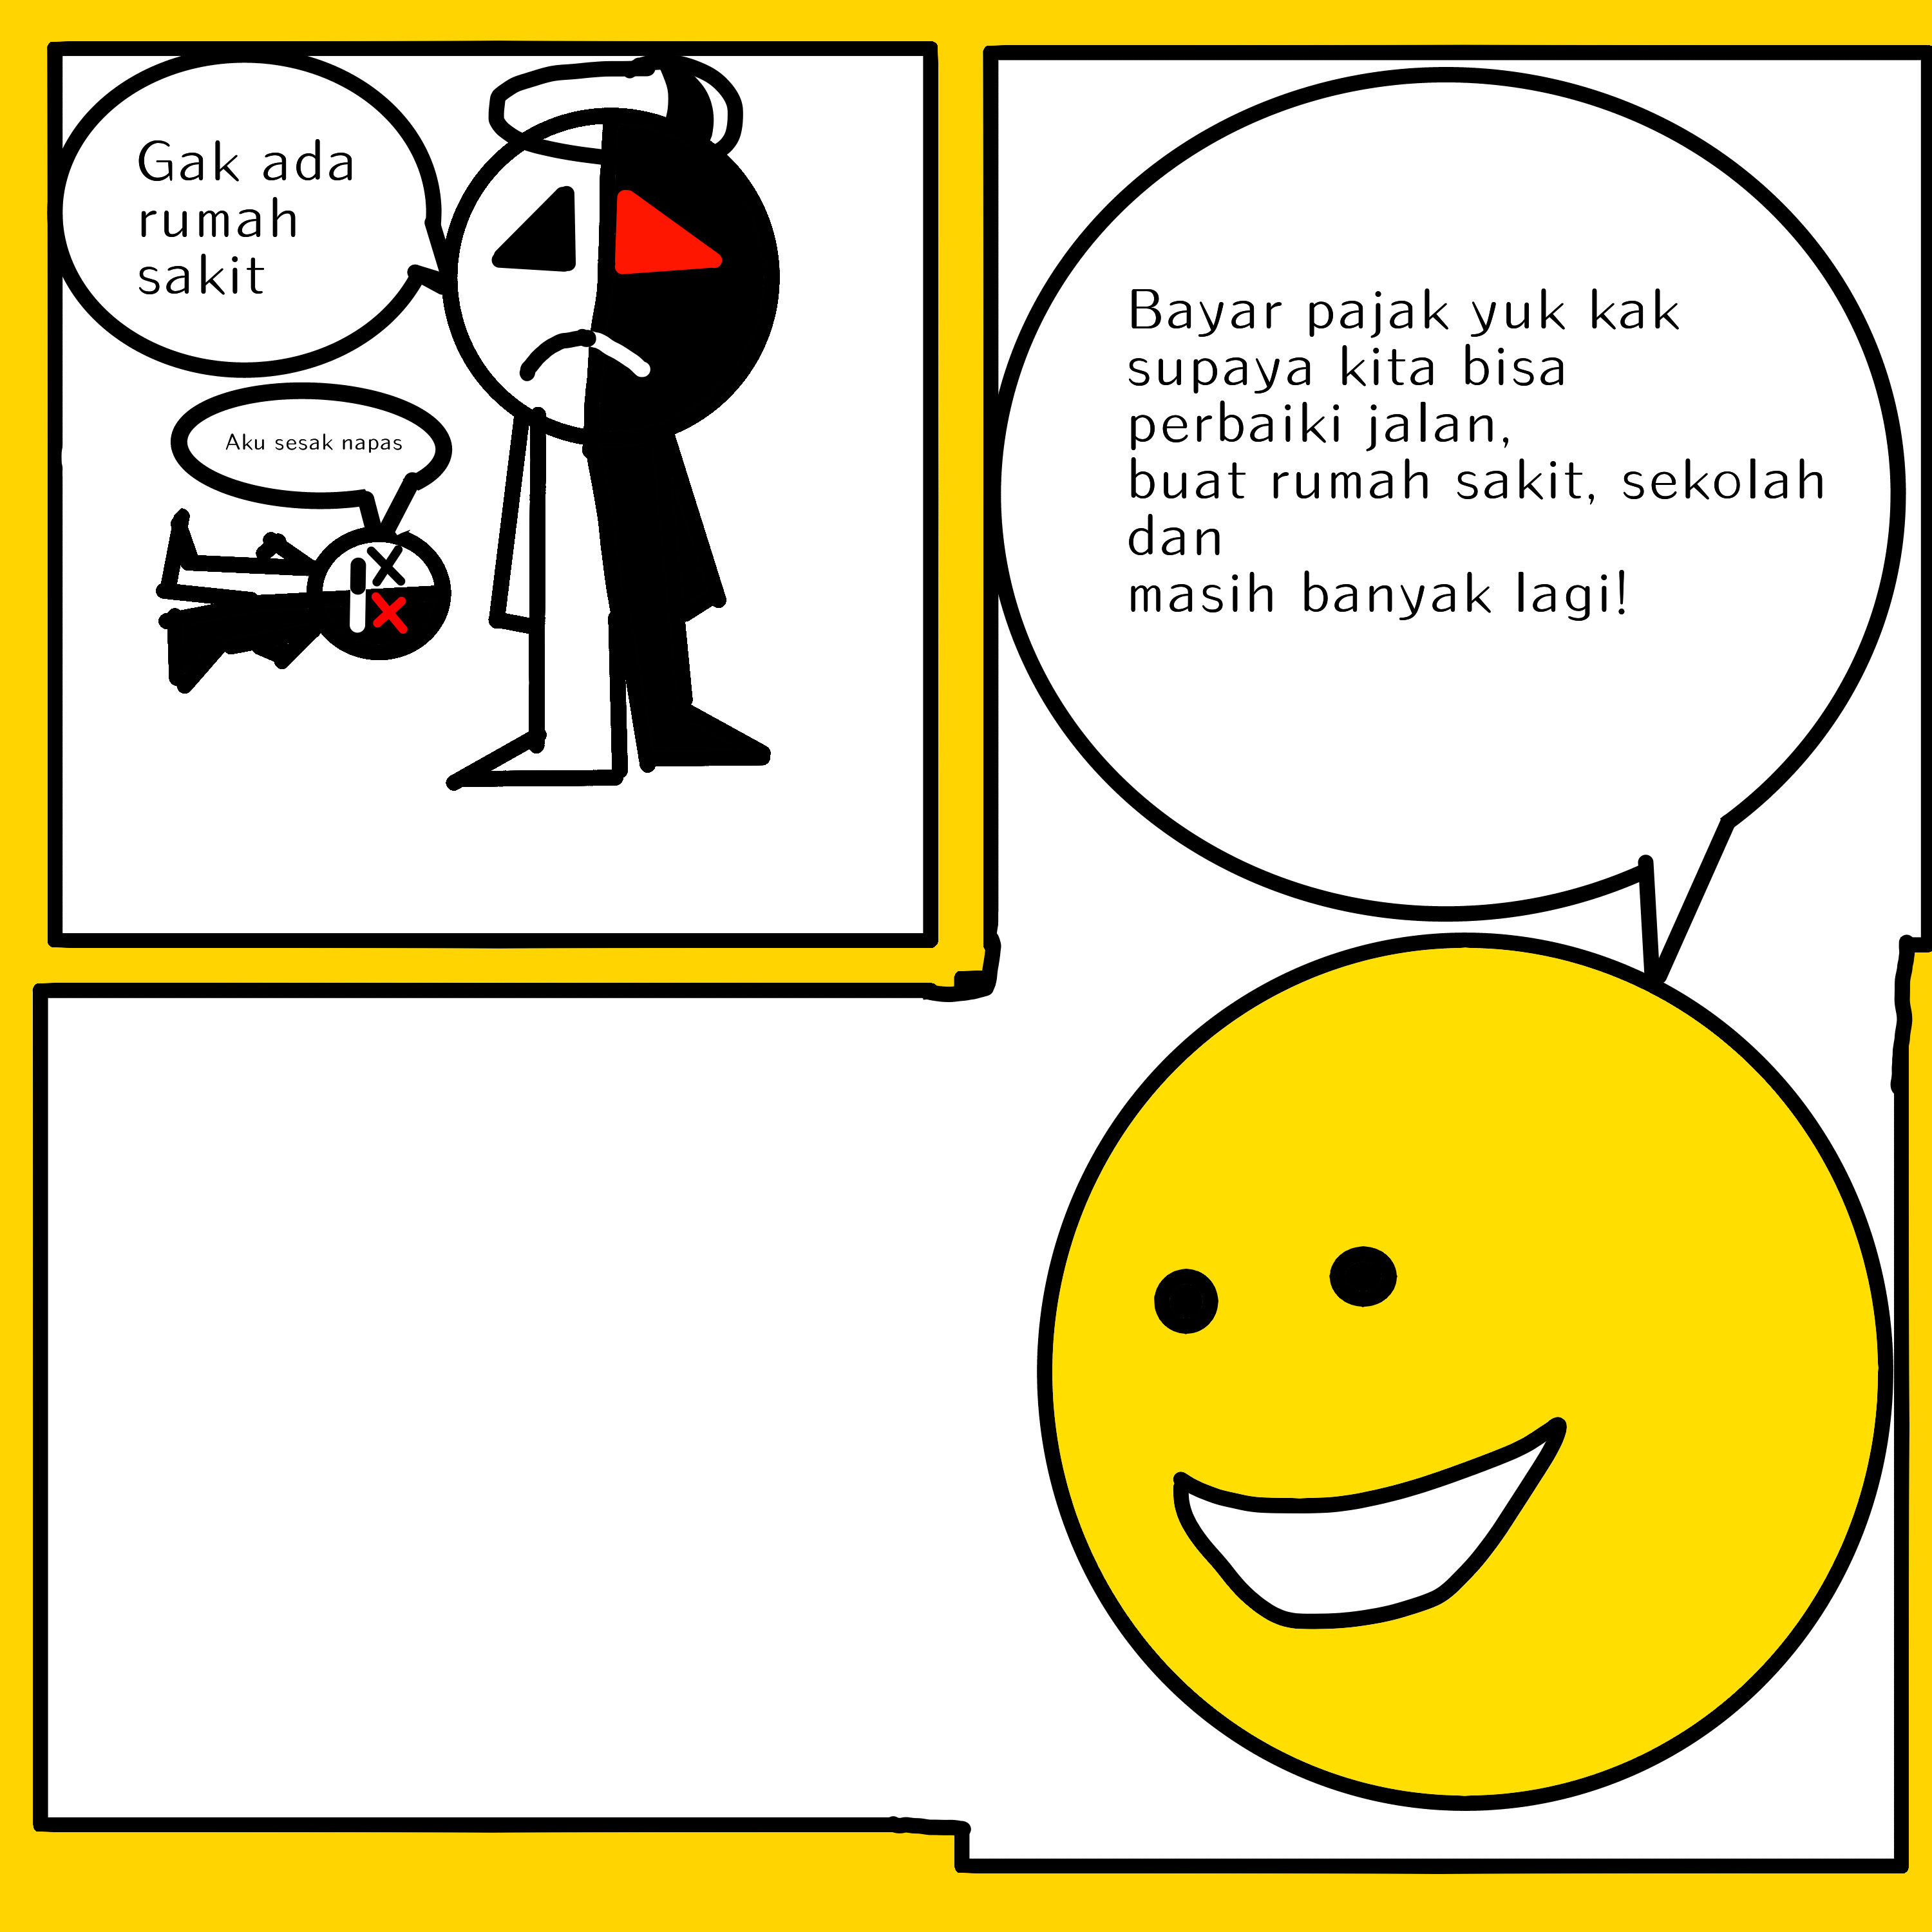 Gak ada
rumah
sakit
Aku sesak napas
Bayar pajak yuk kak
supaya kita bisa
perbaiki jalan,
buat rumah sakit, sekolah
dan
masih banyak lagi!